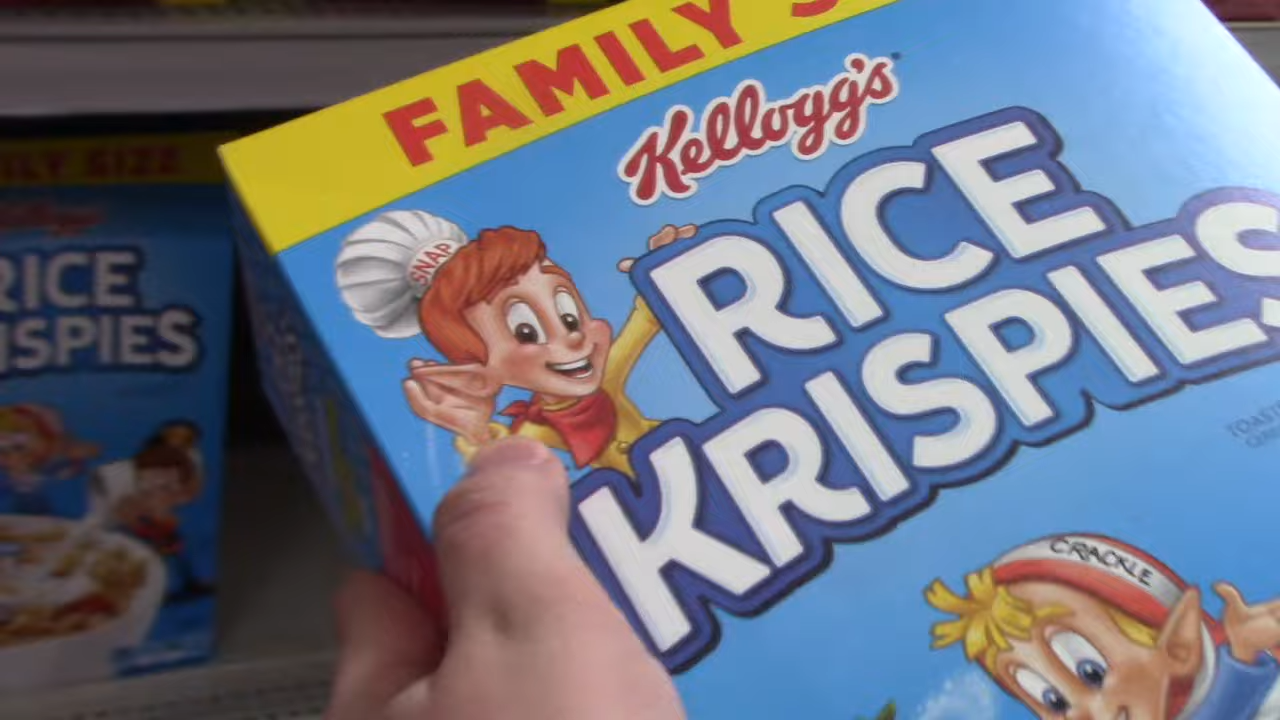 FAMILY S
Kellogg's
RICE
KRISPIES
SNAP
CRACKLE
ILY SIZE
RICE
ISPIES